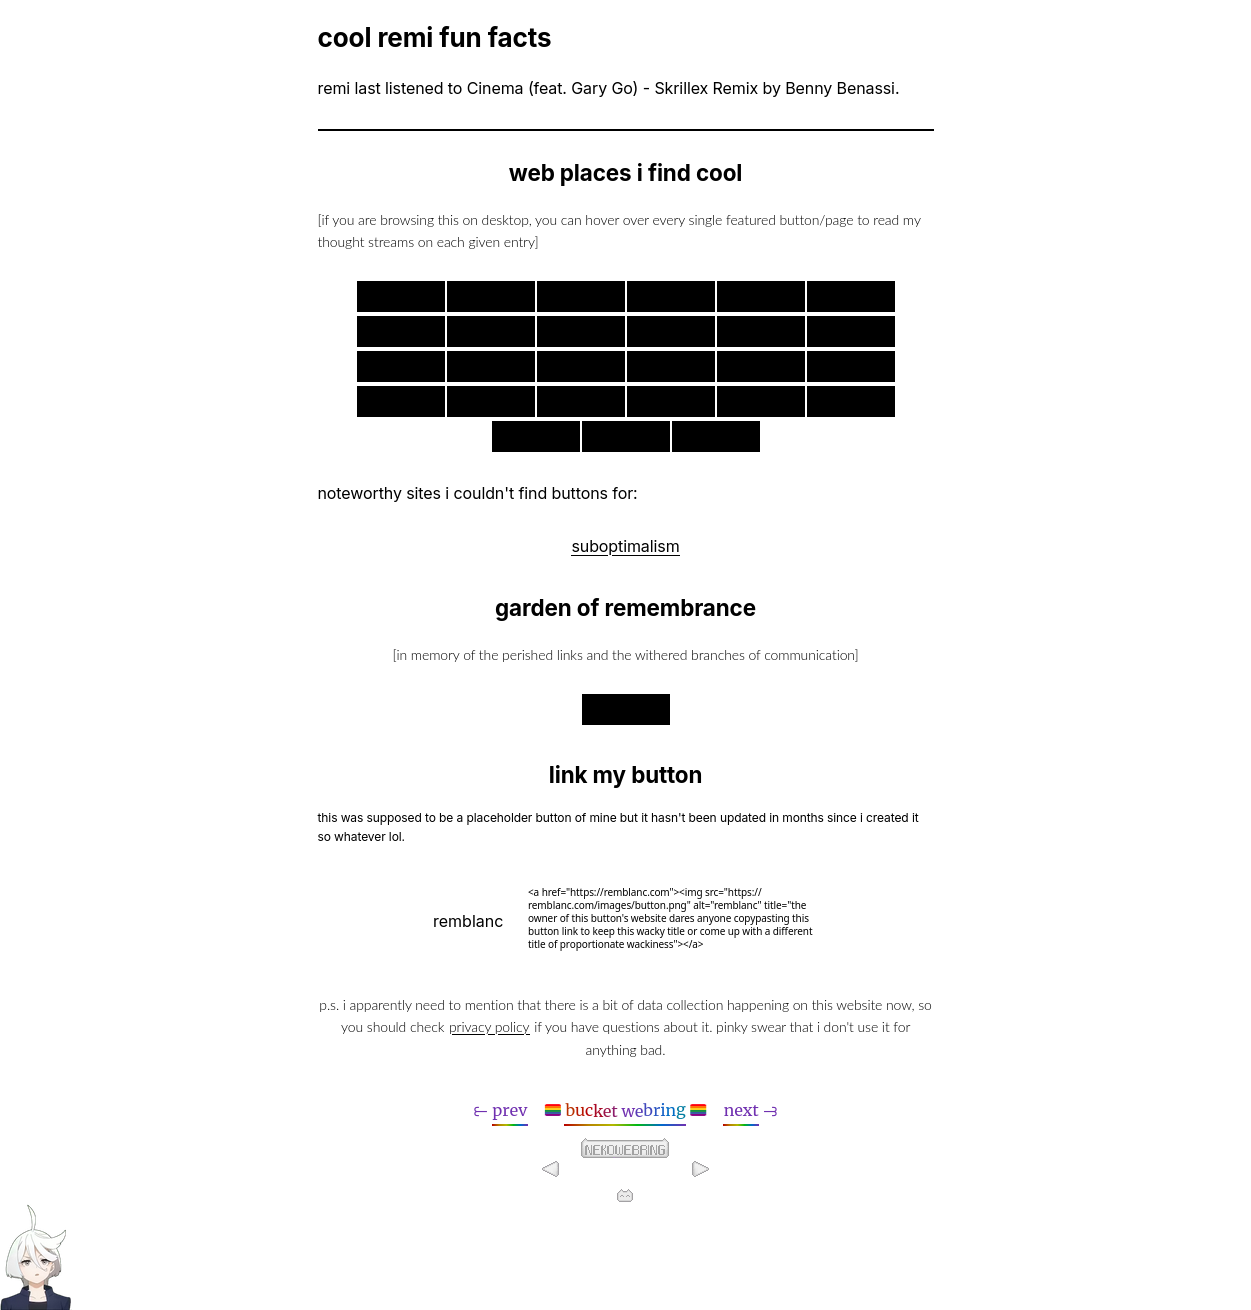 cool remi fun facts
remi last listened to Cinema (feat. Gary Go) - Skrillex Remix by Benny Benassi.
web places i find cool
[if you are browsing this on desktop, you can hover over every single featured button/page to read my
thought streams on each given entry]
noteworthy sites i couldn't find buttons for:
suboptimalism
garden of remembrance
[in memory of the perished links and the withered branches of communication]
link my button
this was supposed to be a placeholder button of mine but it hasn't been updated in months since i created it
so whatever lol.
remblanc
<a href="https://remblanc.com"><img src="https://
remblanc.com/images/button.png" alt="remblanc" title="the
owner of this button's website dares anyone copypasting this
button link to keep this wacky title or come up with a different
title of proportionate wackiness"></a>
p.s. i apparently need to mention that there is a bit of data collection happening on this website now, so
you should check privacy policy if you have questions about it. pinky swear that i don't use it for
anything bad.
prev bucket webring next
NEKOWEBRING